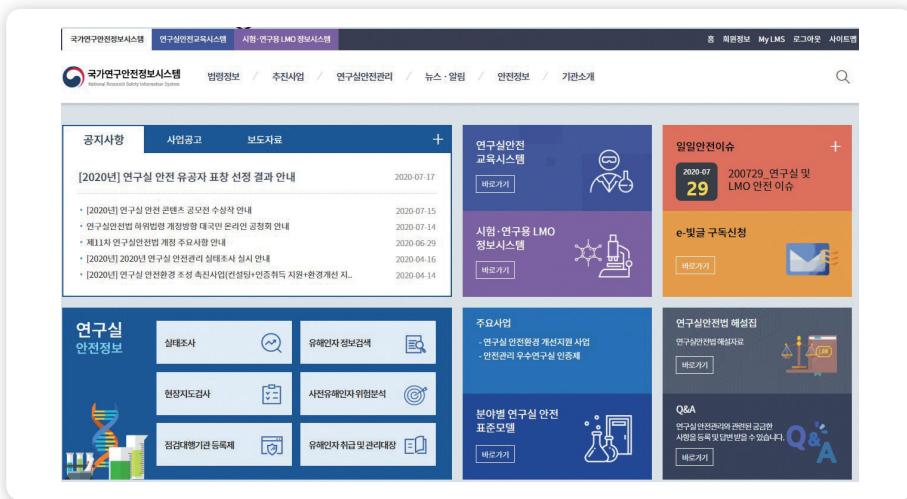 국가연구안전정보시스템 연구실안전교육시스템 시험·연구용 LMO 정보시스템 홈 회원정보 My LMS 로그아웃 사이트맵
국가연구안전정보시스템 법령정보 / 추진사업 / 연구실안전관리 / 뉴스·알림 / 안전정보 / 기관소개
National Research Safety Information System
공지사항 사업공고 보도자료 +
[2020년] 연구실 안전 유공자 표창 선정 결과 안내 2020-07-17
· [2020년] 연구실 안전 콘텐츠 공모전 수상작 안내 2020-07-15
· 연구실안전법 하위법령 개정방향 대국민 온라인 공청회 안내 2020-07-14
· 제11차 연구실안전법 개정 주요사항 안내 2020-06-29
· [2020년] 2020년 연구실 안전관리 실태조사 실시 안내 2020-04-16
· [2020년] 연구실 안전환경 조성 촉진사업(컨설팅+인증취득 지원+환경개선 지.. 2020-04-14
연구실안전
교육시스템
바로가기
일일안전이슈 +
2020-07
29
200729_연구실 및
LMO 안전 이슈
시험·연구용 LMO
정보시스템
바로가기
e-빛글 구독신청
바로가기
연구실
안전정보
실태조사
유해인자 정보검색
현장지도검사
사전유해인자위험분석
점검대행기관 등록제
유해인자 취급 및 관리대장
주요사업
- 연구실 안전환경 개선지원 사업
- 안전관리 우수연구실 인증제
연구실안전법 해설집
연구실안전법 해설자료
바로가기
LAW
분야별 연구실 안전
표준모델
바로가기
Q&A
연구실 안전관리와 관련된 궁금한
사항을 등록 및 답변 받을 수 있습니다.
바로가기
Q&A